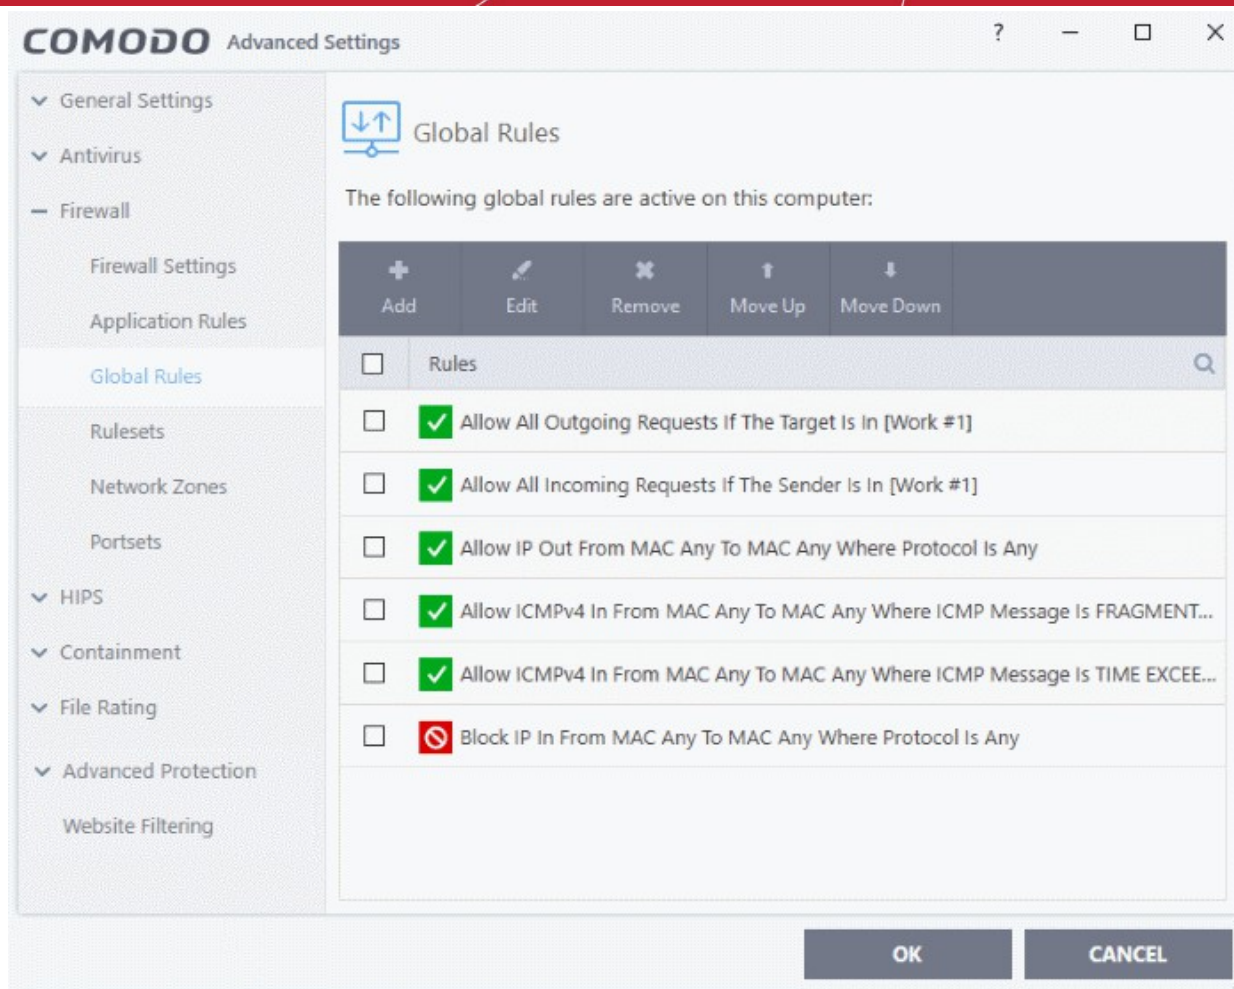 COMODO Advanced Settings
?
General Settings
Antivirus
Firewall
Firewall Settings
Application Rules
Global Rules
Rulesets
Network Zones
Portsets
HIPS
Containment
File Rating
Advanced Protection
Website Filtering
Global Rules
The following global rules are active on this computer:
Add Edit Remove Move Up Move Down
Rules
Allow All Outgoing Requests If The Target Is In [Work #1]
Allow All Incoming Requests If The Sender Is In [Work #1]
Allow IP Out From MAC Any To MAC Any Where Protocol Is Any
Allow ICMPv4 In From MAC Any To MAC Any Where ICMP Message Is FRAGMENT...
Allow ICMPv4 In From MAC Any To MAC Any Where ICMP Message Is TIME EXCEE...
Block IP In From MAC Any To MAC Any Where Protocol Is Any
OK CANCEL